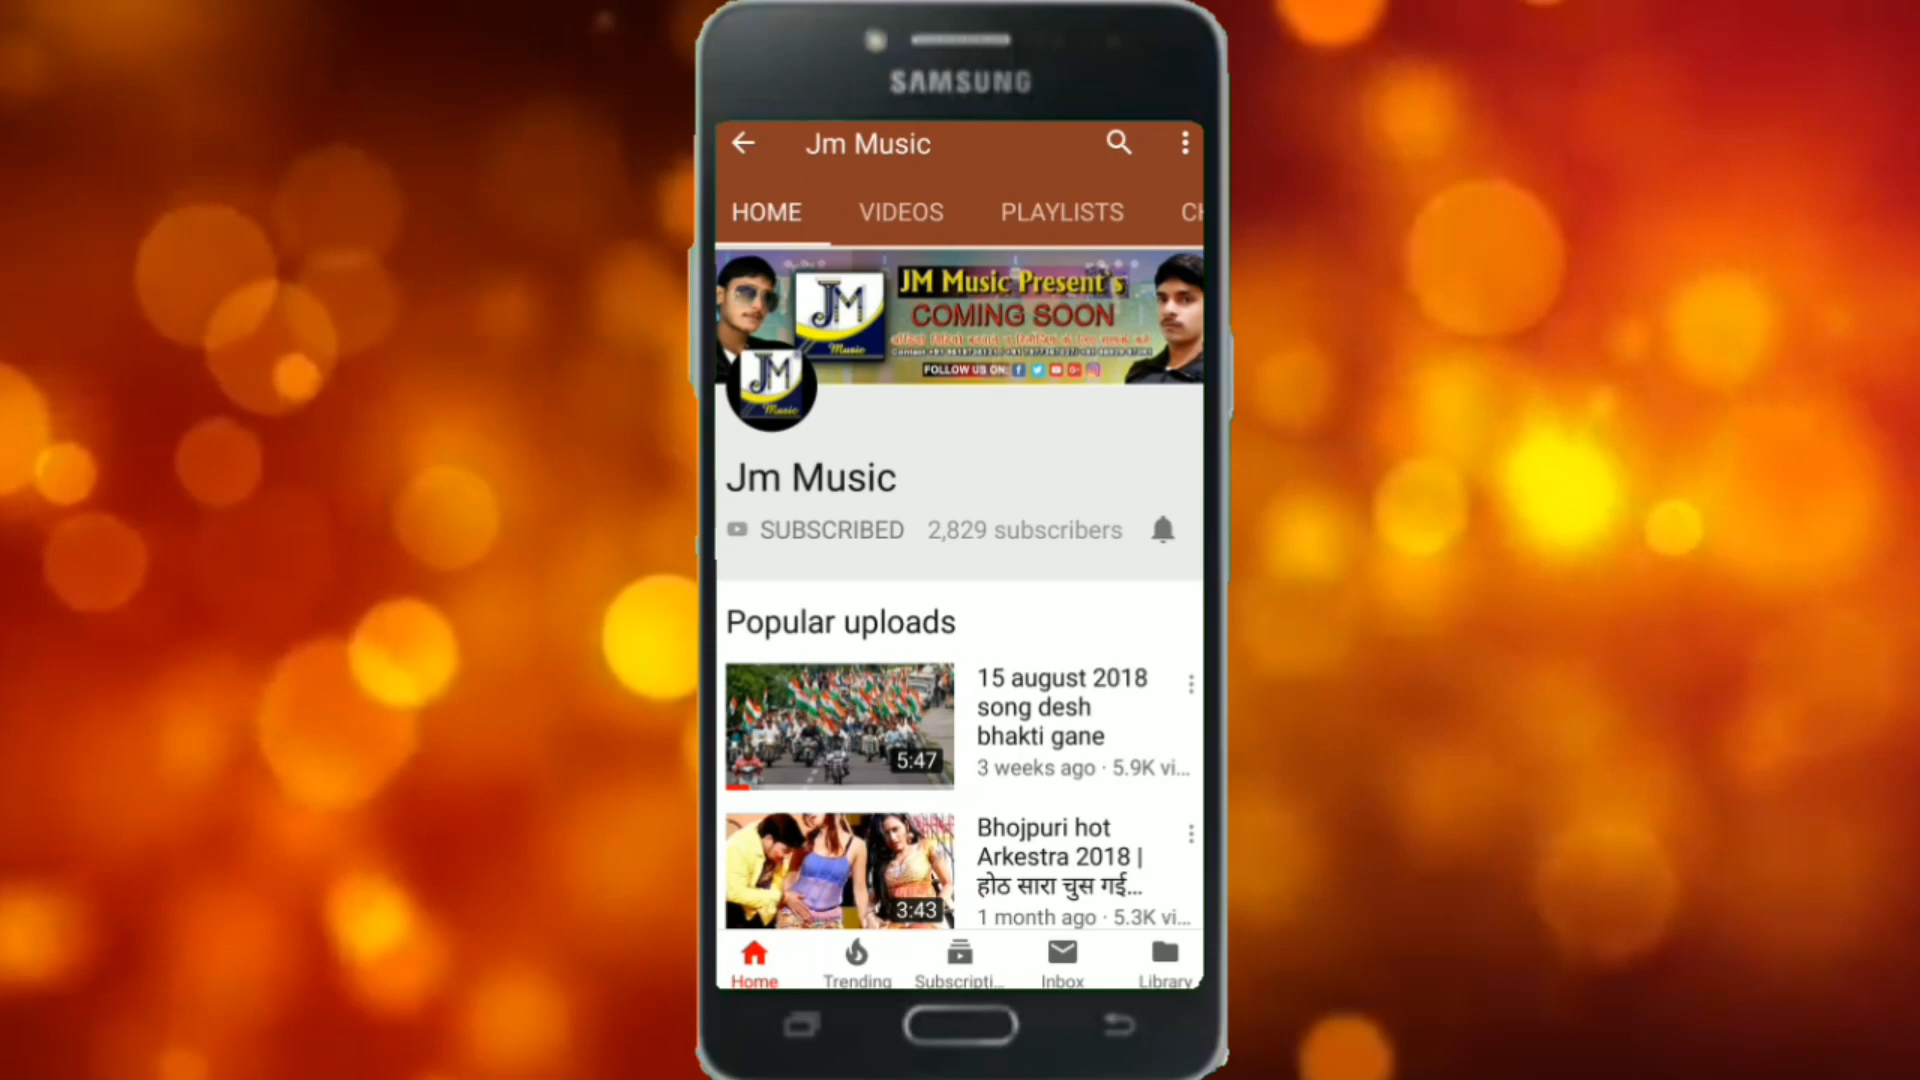 SAMSUNG
Jm Music
HOME VIDEOS PLAYLISTS CH
JM Music Present's
COMING SOON
JM
Music
FOLLOW US ON:
JM
Music
Jm Music
SUBSCRIBED 2,829 subscribers
Popular uploads
15 august 2018
song desh
bhakti gane
3 weeks ago · 5.9K vi...
5:47
Bhojpuri hot
Arkestra 2018 |
होठ सारा चुस गई...
1 month ago · 5.3K vi...
3:43
Home Trending Subscripti... Inbox Library